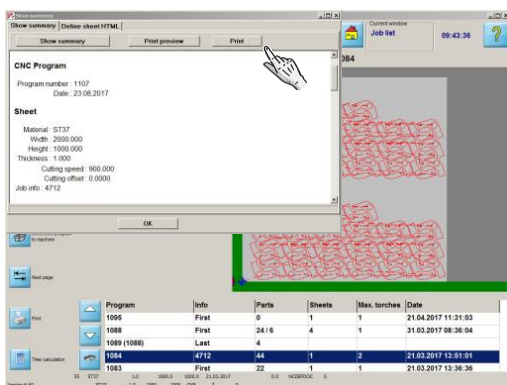 Show summary
Show summary Define sheet HTML
Show summary Print preview Print
CNC Program
Program number : 1107
Date : 23.08.2017
Sheet
Material : ST37
Width : 2000.000
Height : 1000.000
Thickness : 1.000
Cutting speed : 900.000
Cutting offset : 0.0000
Job info : 4712
OK
Current window
Job list
09:43:36
?
084
to machine
Next page
Print
Time calculation
Program Info Parts Sheets Max. torches Date
1095 First 0 1 1 21.04.2017 11:31:03
1088 First 24 / 6 4 1 31.03.2017 08:36:04
1089 (1088) Last 4
1084 4712 44 1 2 21.03.2017 13:51:01
1083 First 22 1 1 21.03.2017 13:36:36